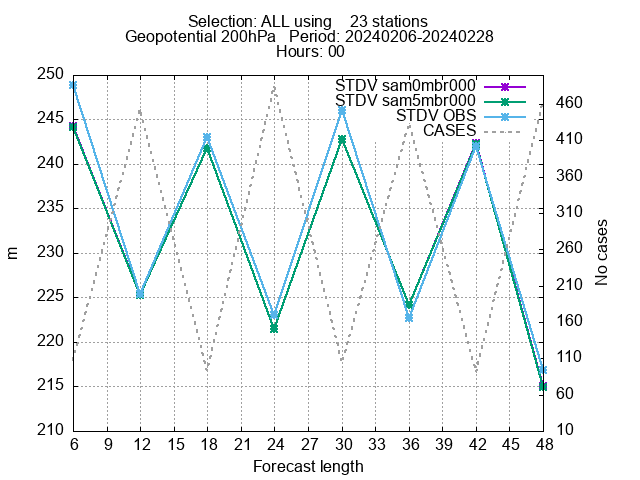 Selection: ALL using    23 stations
Geopotential 200hPa   Period: 20240206-20240228
Hours: 00
STDV sam0mbr000
STDV sam5mbr000
STDV OBS
CASES
250
245
240
235
230
225
220
215
210
m
460
410
360
310
260
210
160
110
60
10
No cases
6 9 12 15 18 21 24 27 30 33 36 39 42 45 48
Forecast length